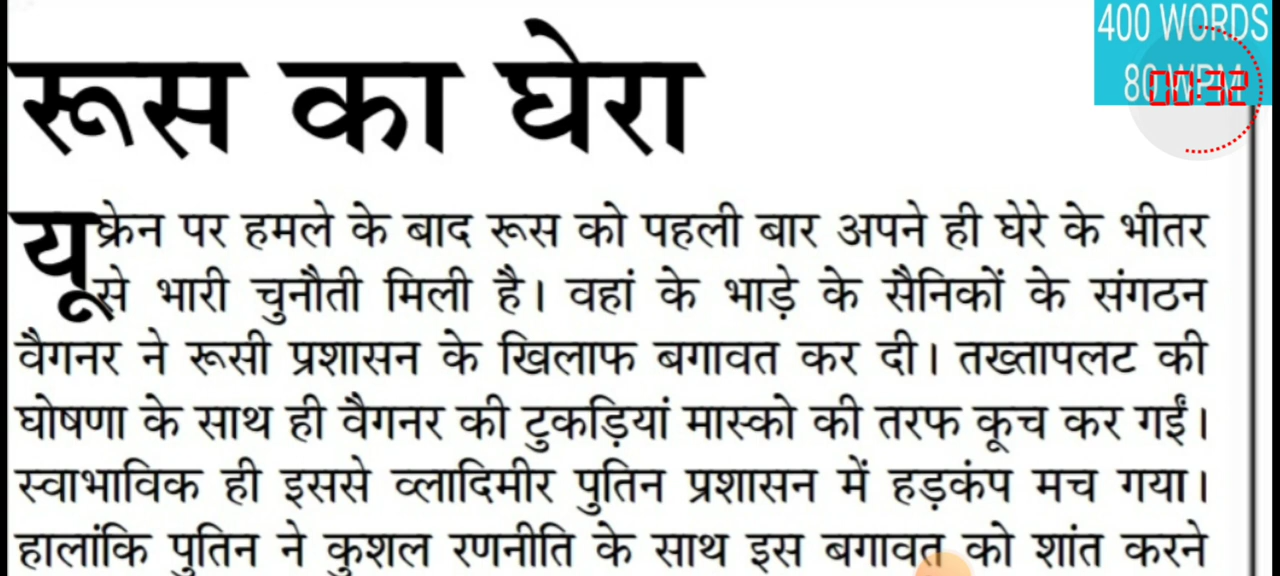 रूस का घेरा
400 WORDS
80 WPM
00:32
यूक्रेन पर हमले के बाद रूस को पहली बार अपने ही घेरे के भीतर
से भारी चुनौती मिली है। वहां के भाड़े के सैनिकों के संगठन
वैगनर ने रूसी प्रशासन के खिलाफ बगावत कर दी। तख्तापलट की
घोषणा के साथ ही वैगनर की टुकड़ियां मास्को की तरफ कूच कर गईं।
स्वाभाविक ही इससे व्लादिमीर पुतिन प्रशासन में हड़कंप मच गया।
हालांकि पुतिन ने कुशल रणनीति के साथ इस बगावत को शांत करने